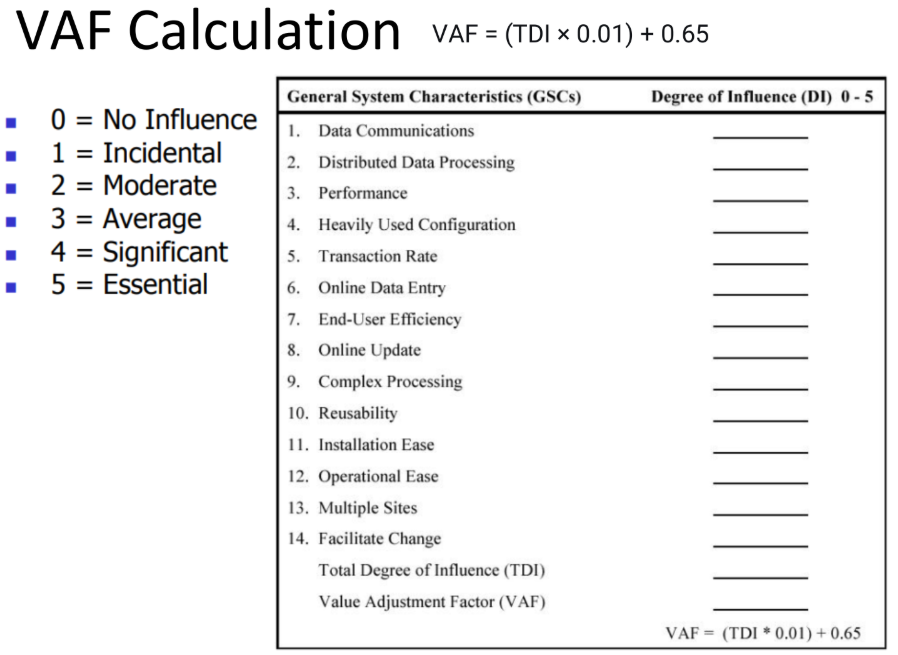 VAF Calculation VAF = (TDI × 0.01) + 0.65
0 = No Influence
1 = Incidental
2 = Moderate
3 = Average
4 = Significant
5 = Essential
General System Characteristics (GSCs) Degree of Influence (DI) 0 - 5
1. Data Communications
2. Distributed Data Processing
3. Performance
4. Heavily Used Configuration
5. Transaction Rate
6. Online Data Entry
7. End-User Efficiency
8. Online Update
9. Complex Processing
10. Reusability
11. Installation Ease
12. Operational Ease
13. Multiple Sites
14. Facilitate Change
Total Degree of Influence (TDI)
Value Adjustment Factor (VAF)
VAF = (TDI * 0.01) + 0.65